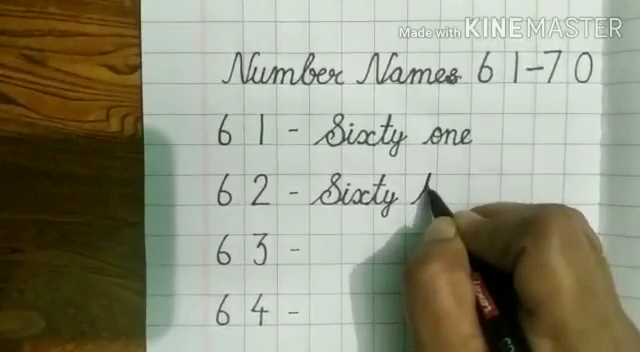 Made with KINEMASTER
Number Names 61-70
61 - Sixty one
62 - Sixty
63 -
64 -